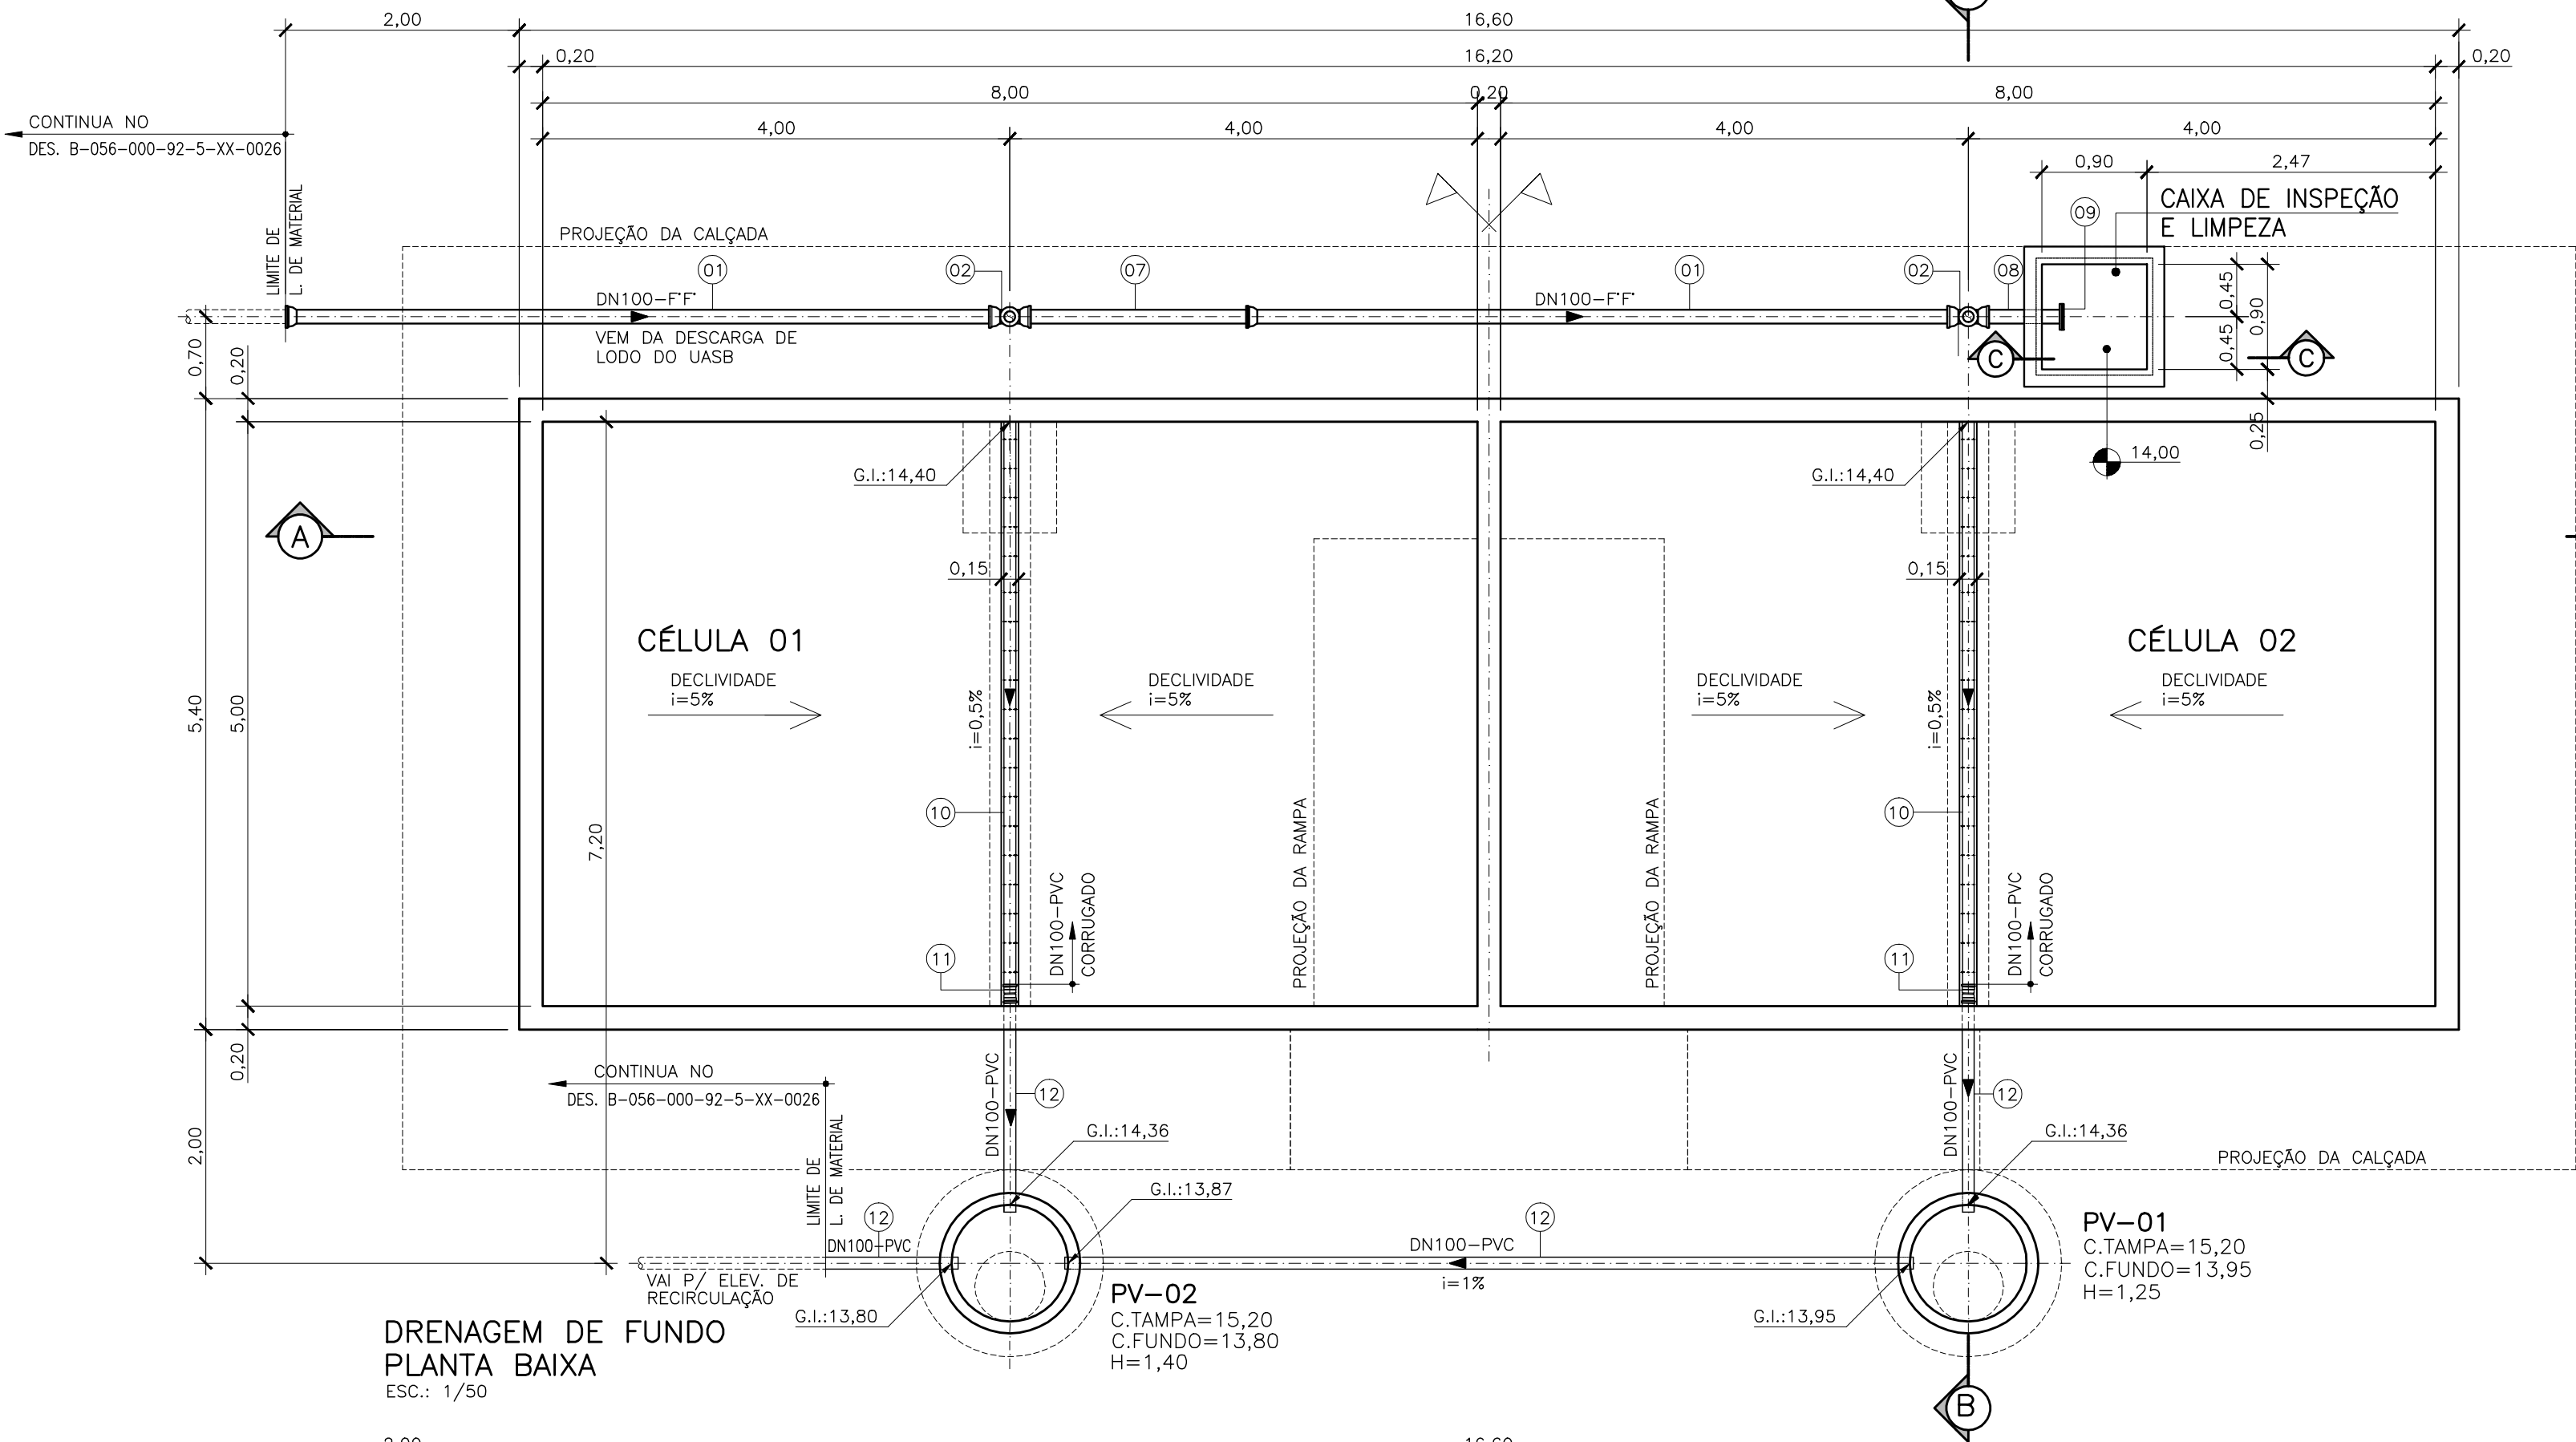 2,00
16,60
0,20
16,20
0,20
8,00
0,20
8,00
4,00
4,00
4,00
4,00
CONTINUA NO
DES. B-056-000-92-5-XX-0026
0,90
2,47
LIMITE DE
L. DE MATERIAL
CAIXA DE INSPEÇÃO
E LIMPEZA
PROJEÇÃO DA CALÇADA
01
02
07
01
02
08
09
DN100-F°F°
VEM DA DESCARGA DE
LODO DO UASB
DN100-F°F°
0,45
0,45
0,90
0,25
C
C
0,70
0,20
G.I.:14,40
G.I.:14,40
14,00
A
0,15
0,15
CÉLULA 01
CÉLULA 02
DECLIVIDADE
i=5%
DECLIVIDADE
i=5%
DECLIVIDADE
i=5%
DECLIVIDADE
i=5%
i=0,5%
i=0,5%
5,40
5,00
7,20
10
10
PROJEÇÃO DA RAMPA
PROJEÇÃO DA RAMPA
DN100-PVC
CORRUGADO
DN100-PVC
CORRUGADO
11
11
0,20
2,00
CONTINUA NO
DES. B-056-000-92-5-XX-0026
LIMITE DE
L. DE MATERIAL
DN100-PVC
12
DN100-PVC
12
G.I.:14,36
G.I.:14,36
PROJEÇÃO DA CALÇADA
G.I.:13,87
12
DN100-PVC
12
DN100-PVC
i=1%
VAI P/ ELEV. DE
RECIRCULAÇÃO
G.I.:13,80
G.I.:13,95
PV-01
C.TAMPA=15,20
C.FUNDO=13,95
H=1,25
PV-02
C.TAMPA=15,20
C.FUNDO=13,80
H=1,40
DRENAGEM DE FUNDO
PLANTA BAIXA
ESC.: 1/50
B